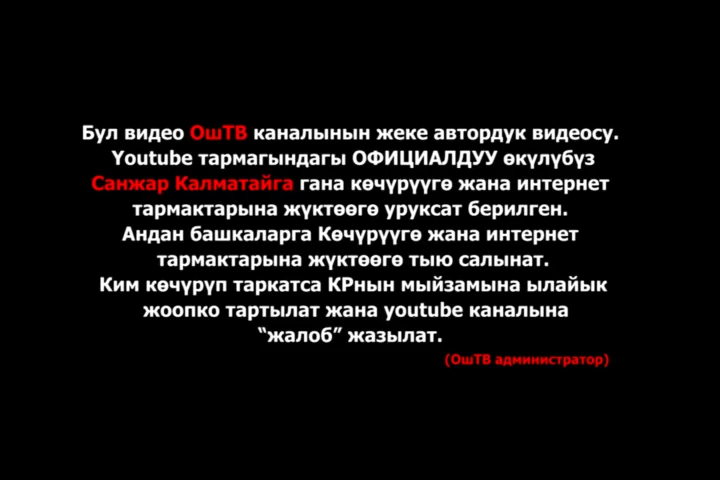 Бул видео ОшТВ каналынын жеке автордук видеосу.
Youtube тармагындагы ОФИЦИАЛДУУ өкүлүбүз
Санжар Калматайга гана көчүрүүгө жана интернет
тармактарына жүктөөгө уруксат берилген.
Андан башкаларга Көчүрүүгө жана интернет
тармактарына жүктөөгө тыю салынат.
Ким көчүрүп таркатса КРнын мыйзамына ылайык
жоопко тартылат жана youtube каналына
“жалоб” жазылат.
(ОшТВ администратор)